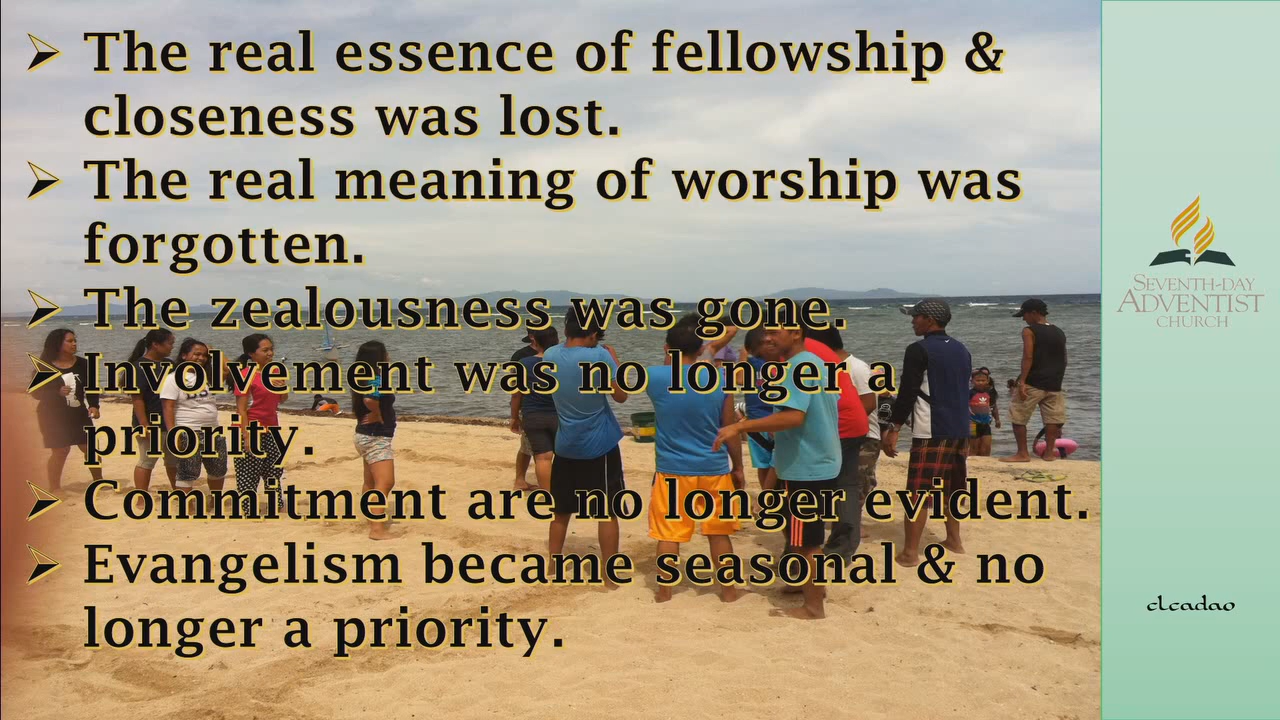 ➢ The real essence of fellowship &
closeness was lost.
➢ The real meaning of worship was
forgotten.
➢ The zealousness was gone.
➢ Involvement was no longer a
priority.
➢ Commitment are no longer evident.
➢ Evangelism became seasonal & no
longer a priority.
SEVENTH-DAY
ADVENTIST
CHURCH
clcadao